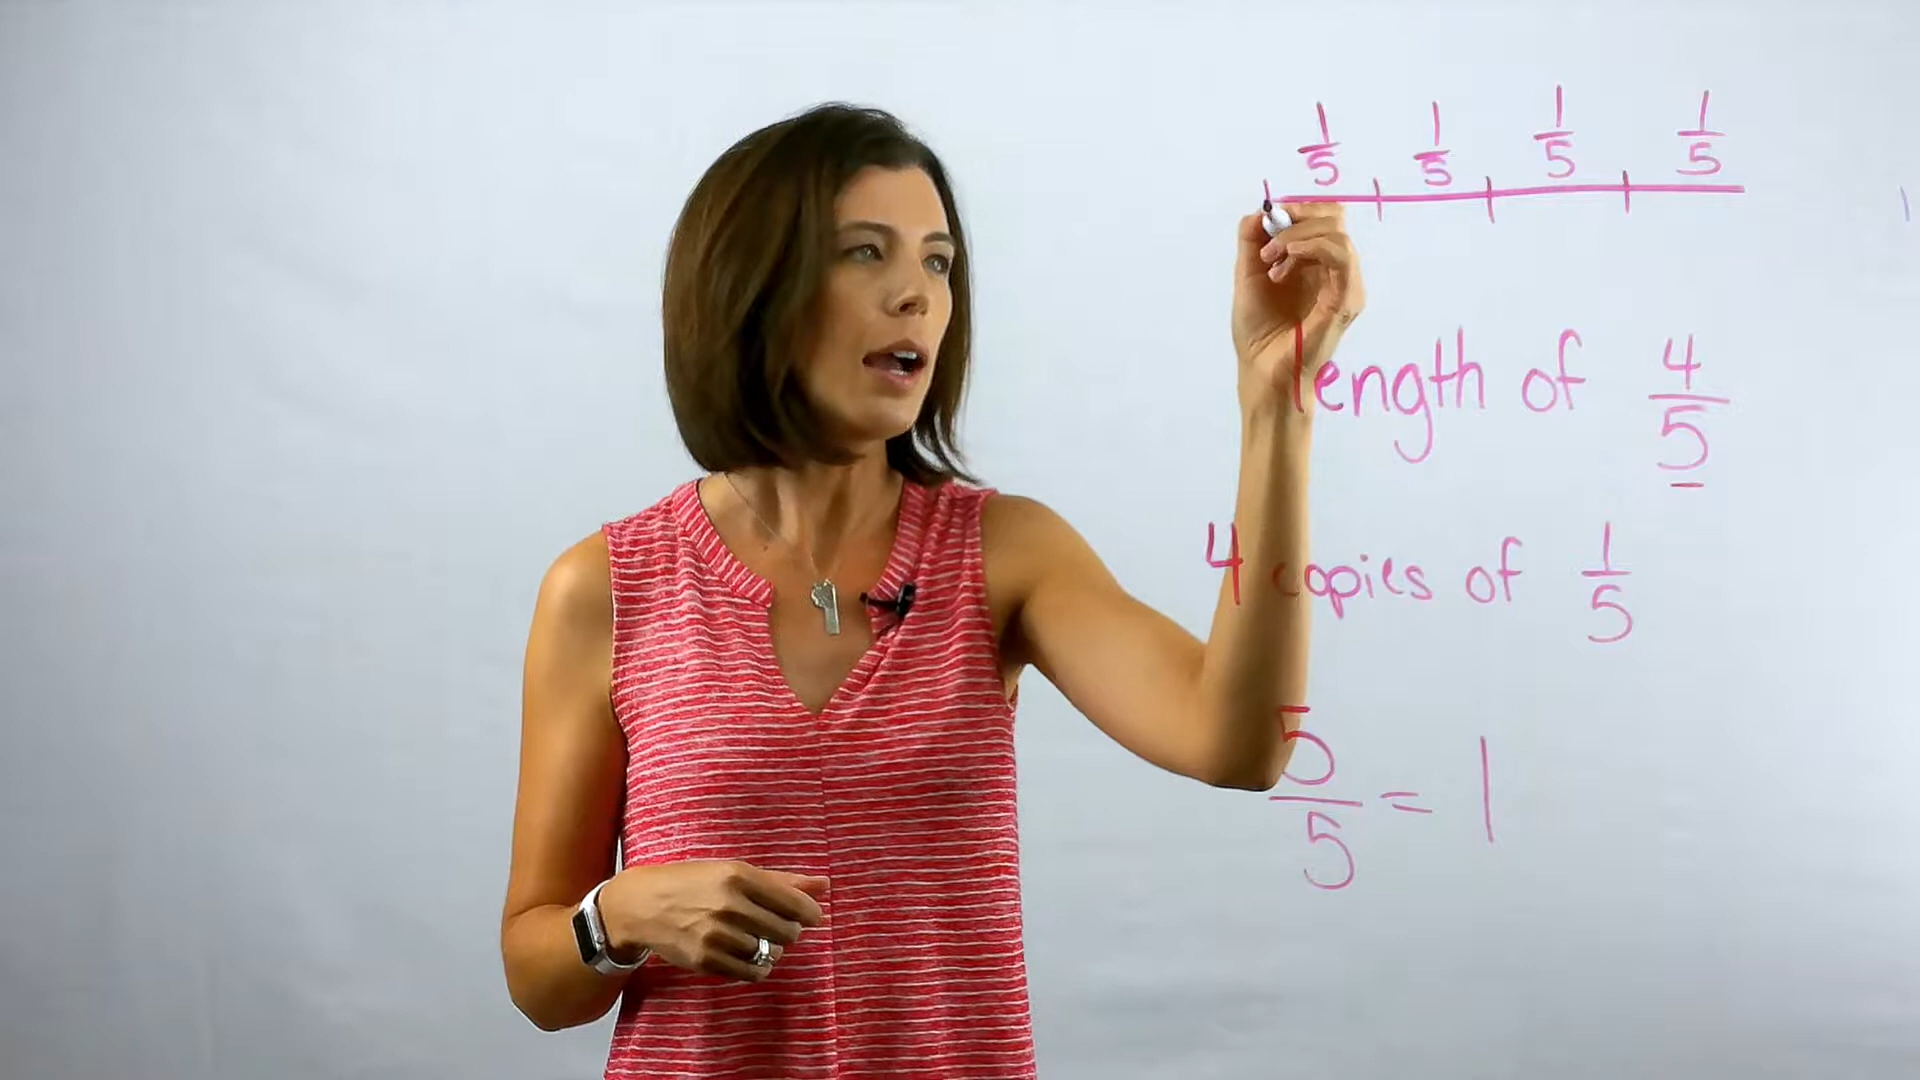 1/5 1/5 1/5 1/5
length of 4/5
4 copies of 1/5
5/5 = 1